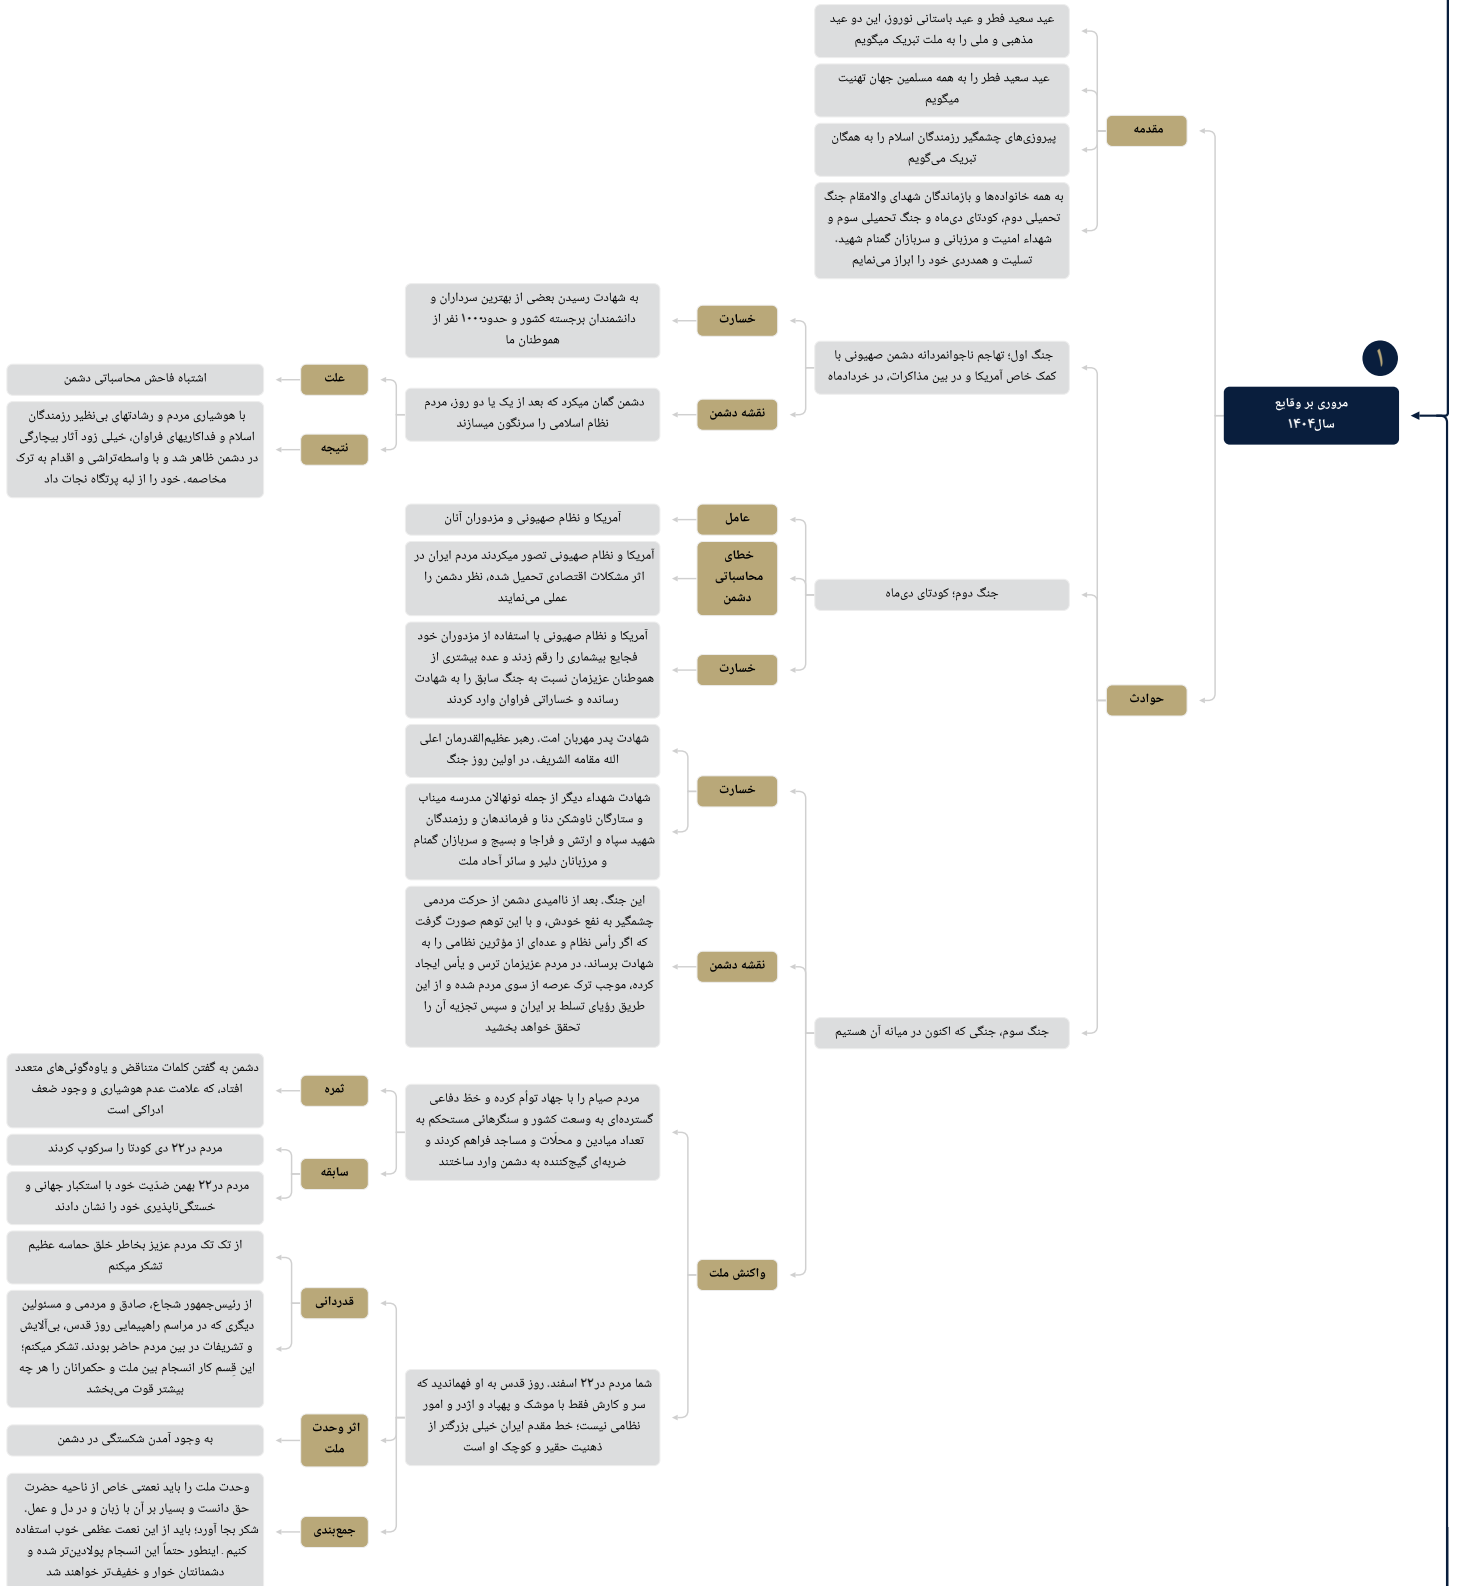 ۱
مروری بر وقایع
سال۱۴۰۴
مقدمه
عید سعید فطر و عید باستانی نوروز، این دو عید
مذهبی و ملی را به ملت تبریک میگویم
عید سعید فطر را به همه مسلمین جهان تهنیت
میگویم
پیروزی‌های چشمگیر رزمندگان اسلام را به همگان
تبریک می‌گویم
به همه خانواده‌ها و بازماندگان شهدای والامقام جنگ
تحمیلی دوم، کودتای دی‌ماه و جنگ تحمیلی سوم و
شهداء امنیت و مرزبانی و سربازان گمنام شهید.
تسلیت و همدردی خود را ابراز می‌نمایم
حوادث
جنگ اول؛ تهاجم ناجوانمردانه دشمن صهیونی با
کمک خاص آمریکا و در بین مذاکرات، در خردادماه
خسارت
به شهادت رسیدن بعضی از بهترین سرداران و
دانشمندان برجسته کشور و حدود۱۰۰۰ نفر از
هموطنان ما
نقشه دشمن
دشمن گمان میکرد که بعد از یک یا دو روز، مردم
نظام اسلامی را سرنگون میسازند
علت
اشتباه فاحش محاسباتی دشمن
نتیجه
با هوشیاری مردم و رشادتهای بی‌نظیر رزمندگان
اسلام و فداکاریهای فراوان، خیلی زود آثار بیچارگی
در دشمن ظاهر شد و با واسطه‌تراشی و اقدام به ترک
مخاصمه. خود را از لبه پرتگاه نجات داد
جنگ دوم؛ کودتای دی‌ماه
عامل
آمریکا و نظام صهیونی و مزدوران آنان
خطای
محاسباتی
دشمن
آمریکا و نظام صهیونی تصور میکردند مردم ایران در
اثر مشکلات اقتصادی تحمیل شده، نظر دشمن را
عملی می‌نمایند
خسارت
آمریکا و نظام صهیونی با استفاده از مزدوران خود
فجایع بیشماری را رقم زدند و عده بیشتری از
هموطنان عزیزمان نسبت به جنگ سابق را به شهادت
رسانده و خساراتی فراوان وارد کردند
جنگ سوم، جنگی که اکنون در میانه آن هستیم
خسارت
شهادت پدر مهربان امت. رهبر عظیم‌القدرمان اعلی
الله مقامه الشریف. در اولین روز جنگ
شهادت شهداء دیگر از جمله نونهالان مدرسه میناب
و ستارگان ناوشکن دنا و فرماندهان و رزمندگان
شهید سپاه و ارتش و فراجا و بسیج و سربازان گمنام
و مرزبانان دلیر و سائر آحاد ملت
نقشه دشمن
این جنگ. بعد از ناامیدی دشمن از حرکت مردمی
چشمگیر به نفع خودش، و با این توهم صورت گرفت
که اگر رأس نظام و عده‌ای از مؤثرین نظامی را به
شهادت برساند. در مردم عزیزمان ترس و یأس ایجاد
کرده، موجب ترک عرصه از سوی مردم شده و از این
طریق رؤیای تسلط بر ایران و سپس تجزیه آن را
تحقق خواهد بخشید
واکنش ملت
مردم صیام را با جهاد توأم کرده و خطّ دفاعی
گسترده‌ای به وسعت کشور و سنگرهائی مستحکم به
تعداد میادین و محلّات و مساجد فراهم کردند و
ضربه‌ای گیج‌کننده به دشمن وارد ساختند
ثمره
دشمن به گفتن کلمات متناقض و یاوه‌گوئی‌های متعدد
افتاد، که علامت عدم هوشیاری و وجود ضعف
ادراکی است
سابقه
مردم در۲۲ دی کودتا را سرکوب کردند
مردم در۲۲ بهمن ضدّیت خود با استکبار جهانی و
خستگی‌ناپذیری خود را نشان دادند
شما مردم در۲۲ اسفند. روز قدس به او فهماندید که
سر و کارش فقط با موشک و پهپاد و اژدر و امور
نظامی نیست؛ خط مقدم ایران خیلی بزرگتر از
ذهنیت حقیر و کوچک او است
قدردانی
از تک تک مردم عزیز بخاطر خلق حماسه عظیم
تشکر میکنم
از رئیس‌جمهور شجاع، صادق و مردمی و مسئولین
دیگری که در مراسم راهپیمایی روز قدس، بی‌آلایش
و تشریفات در بین مردم حاضر بودند. تشکر میکنم؛
این قِسم کار انسجام بین ملت و حکمرانان را هر چه
بیشتر قوت می‌بخشد
اثر وحدت
ملت
به وجود آمدن شکستگی در دشمن
جمع‌بندی
وحدت ملت را باید نعمتی خاص از ناحیه حضرت
حق دانست و بسیار بر آن با زبان و در دل و عمل.
شکر بجا آورد؛ باید از این نعمت عظمی خوب استفاده
کنیم . اینطور حتماً این انسجام پولادین‌تر شده و
دشمنانتان خوار و خفیف‌تر خواهند شد